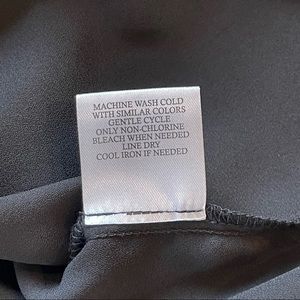 MACHINE WASH COLD
WITH SIMILAR COLORS
GENTLE CYCLE
ONLY NON-CHLORINE
BLEACH WHEN NEEDED
LINE DRY
COOL IRON IF NEEDED